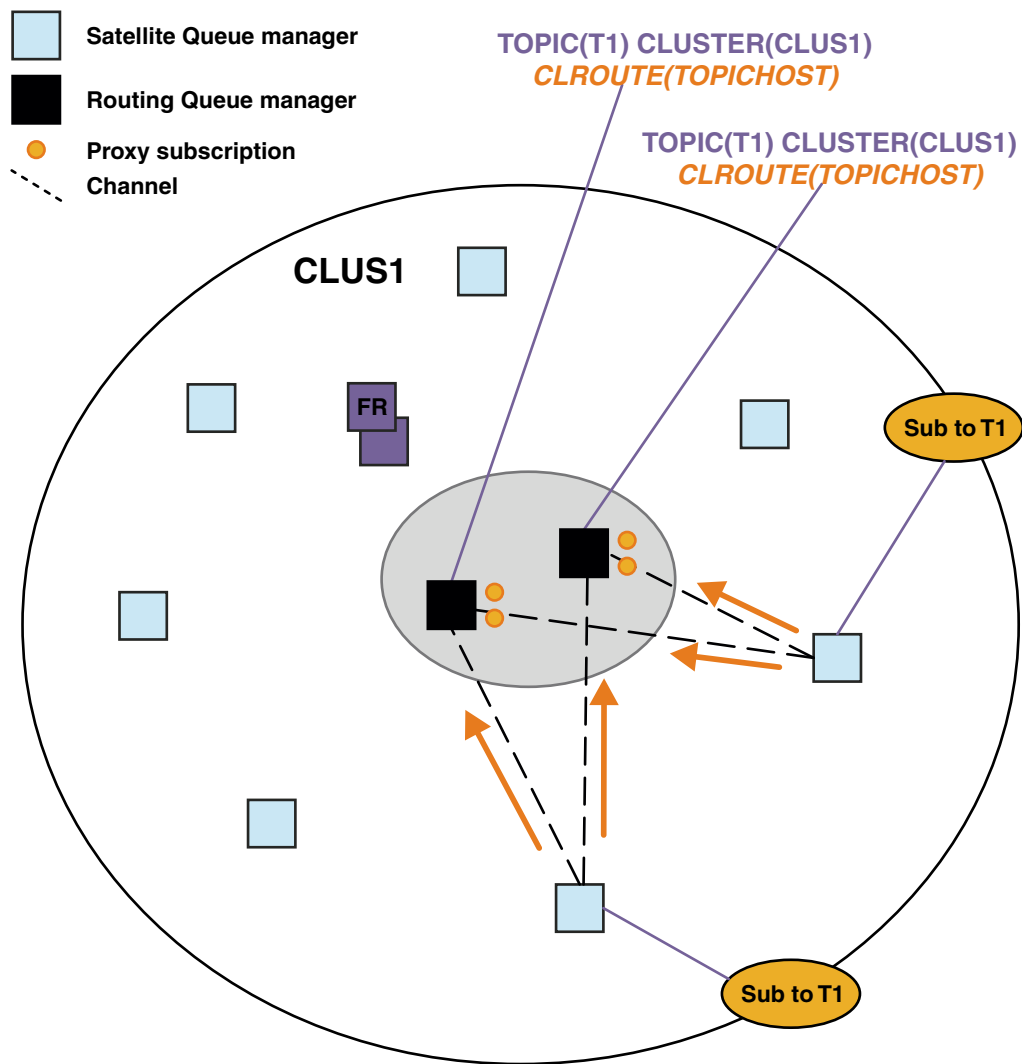 Satellite Queue manager
Routing Queue manager
Proxy subscription
Channel
TOPIC(T1) CLUSTER(CLUS1)
CLROUTE(TOPICHOST)
TOPIC(T1) CLUSTER(CLUS1)
CLROUTE(TOPICHOST)
CLUS1
FR
Sub to T1
Sub to T1